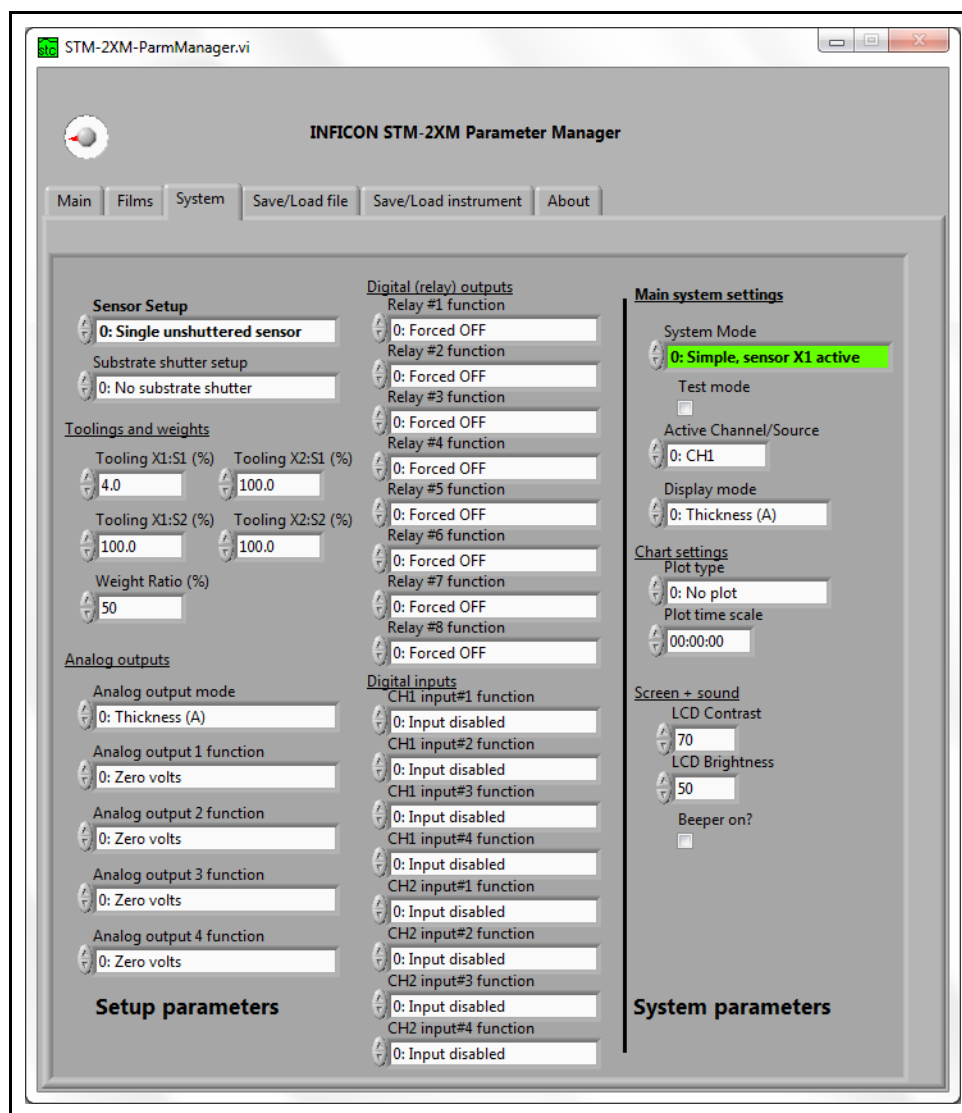 stc STM-2XM-ParmManager.vi
INFICON STM-2XM Parameter Manager
Main Films System Save/Load file Save/Load instrument About
Sensor Setup
0: Single unshuttered sensor
Substrate shutter setup
0: No substrate shutter
Toolings and weights
Tooling X1:S1 (%) Tooling X2:S1 (%)
4.0 100.0
Tooling X1:S2 (%) Tooling X2:S2 (%)
100.0 100.0
Weight Ratio (%)
50
Analog outputs
Analog output mode
0: Thickness (A)
Analog output 1 function
0: Zero volts
Analog output 2 function
0: Zero volts
Analog output 3 function
0: Zero volts
Analog output 4 function
0: Zero volts
Setup parameters
Digital (relay) outputs
Relay #1 function
0: Forced OFF
Relay #2 function
0: Forced OFF
Relay #3 function
0: Forced OFF
Relay #4 function
0: Forced OFF
Relay #5 function
0: Forced OFF
Relay #6 function
0: Forced OFF
Relay #7 function
0: Forced OFF
Relay #8 function
0: Forced OFF
Digital inputs
CH1 input#1 function
0: Input disabled
CH1 input#2 function
0: Input disabled
CH1 input#3 function
0: Input disabled
CH1 input#4 function
0: Input disabled
CH2 input#1 function
0: Input disabled
CH2 input#2 function
0: Input disabled
CH2 input#3 function
0: Input disabled
CH2 input#4 function
0: Input disabled
Main system settings
System Mode
0: Simple, sensor X1 active
Test mode
Active Channel/Source
0: CH1
Display mode
0: Thickness (A)
Chart settings
Plot type
0: No plot
Plot time scale
00:00:00
Screen + sound
LCD Contrast
70
LCD Brightness
50
Beeper on?
System parameters